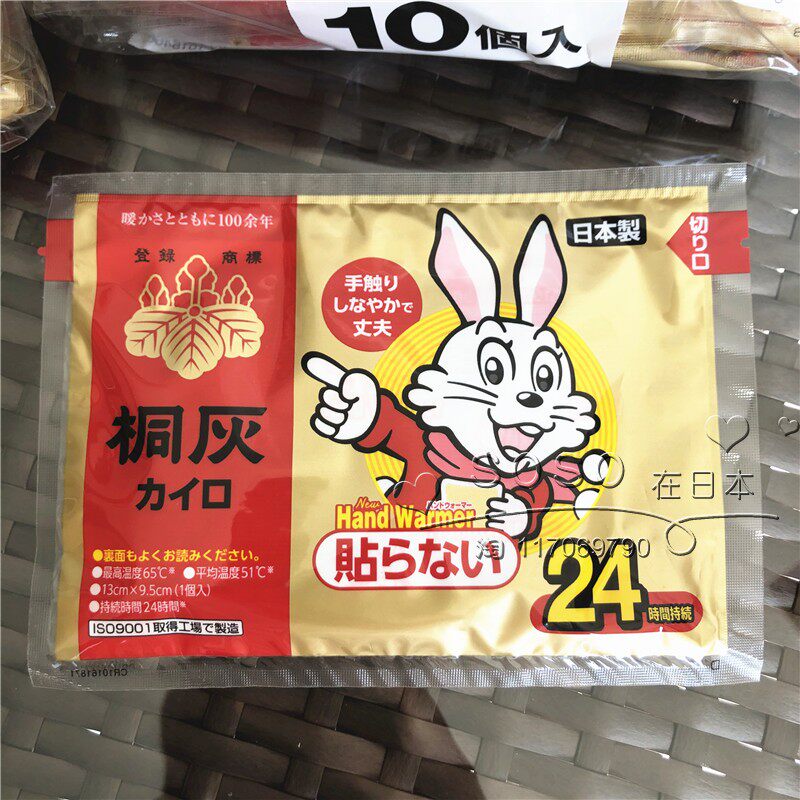 10個入
暖かさとともに100余年
登録 商標
桐灰
カイロ
●裏面もよくお読みください。
●最高温度65℃※ ●平均温度51℃※
●13cm×9.5cm(1個入)
●持続時間24時間※
ISO9001取得工場で製造
手触り
しなやかで
丈夫
日本製
切り口
New
Hand Warmer
ハンドウォーマー
貼らない
24
時間持続
SOSO 在日本
117069790
CR10161871